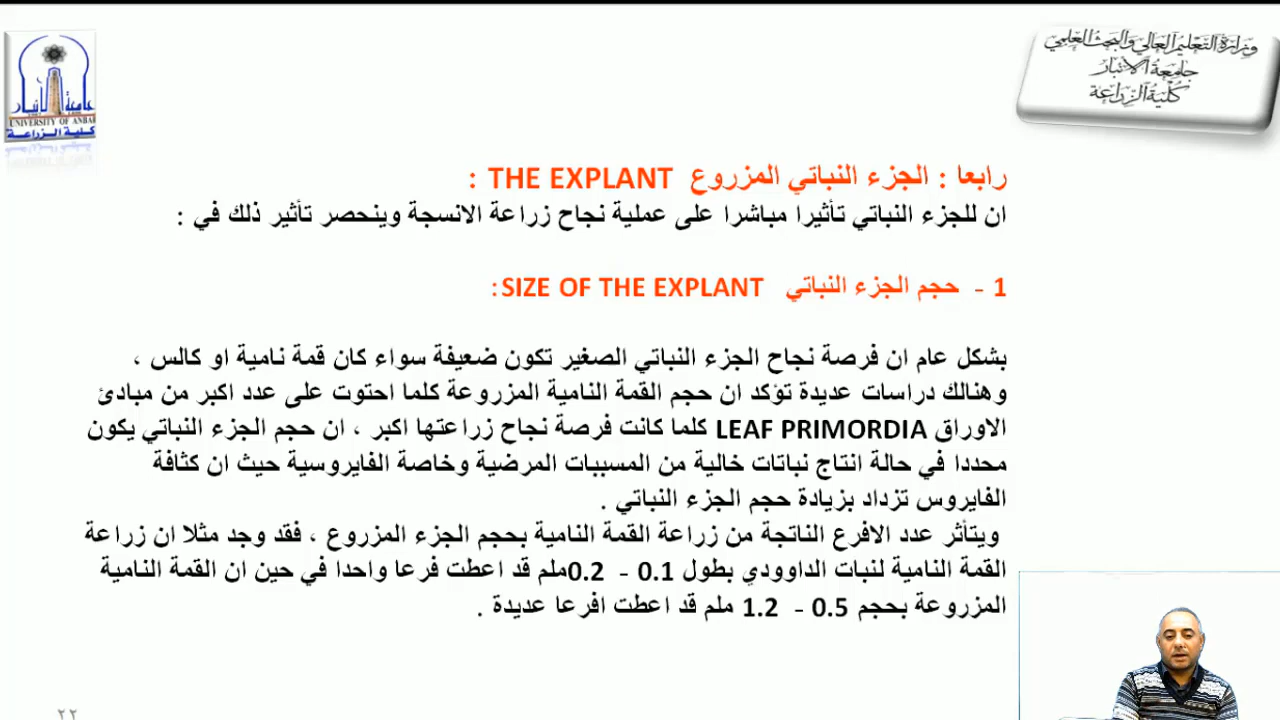 وزارة التعليم العالي والبحث العلمي
جامعة الانبار
كلية الزراعة
جامعة الأنبار
UNIVERSITY OF ANBAR
كلية الزراعة
رابعا : الجزء النباتي المزروع THE EXPLANT :
ان للجزء النباتي تأثيرا مباشرا على عملية نجاح زراعة الانسجة وينحصر تأثير ذلك في :
1 - حجم الجزء النباتي SIZE OF THE EXPLANT:
بشكل عام ان فرصة نجاح الجزء النباتي الصغير تكون ضعيفة سواء كان قمة نامية او كالس ،
وهنالك دراسات عديدة تؤكد ان حجم القمة النامية المزروعة كلما احتوت على عدد اكبر من مبادئ
الاوراق LEAF PRIMORDIA كلما كانت فرصة نجاح زراعتها اكبر ، ان حجم الجزء النباتي يكون
محددا في حالة انتاج نباتات خالية من المسببات المرضية وخاصة الفايروسية حيث ان كثافة
الفايروس تزداد بزيادة حجم الجزء النباتي .
ويتأثر عدد الافرع الناتجة من زراعة القمة النامية بحجم الجزء المزروع ، فقد وجد مثلا ان زراعة
القمة النامية لنبات الداوودي بطول 0.1 - 0.2ملم قد اعطت فرعا واحدا في حين ان القمة النامية
المزروعة بحجم 0.5 - 1.2 ملم قد اعطت افرعا عديدة .
٢٢